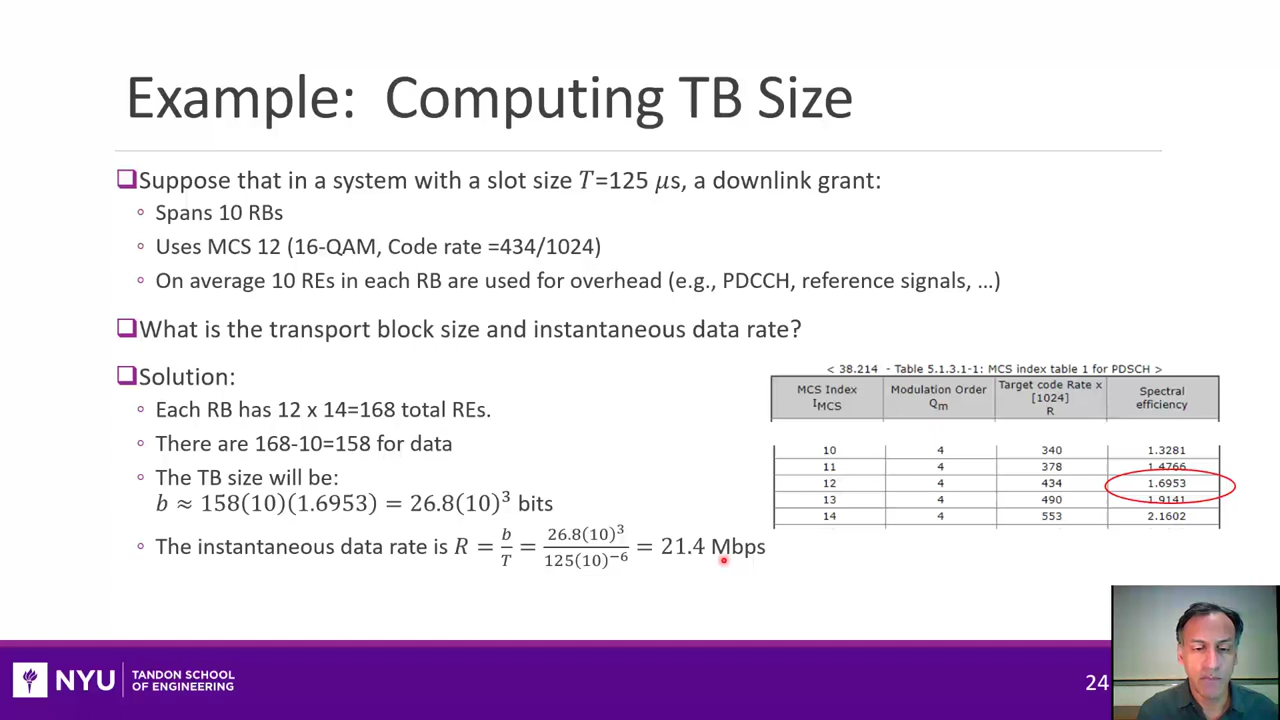 Example: Computing TB Size
❑Suppose that in a system with a slot size 𝑇=125 𝜇s, a downlink grant:
◦ Spans 10 RBs
◦ Uses MCS 12 (16-QAM, Code rate =434/1024)
◦ On average 10 REs in each RB are used for overhead (e.g., PDCCH, reference signals, …)
❑What is the transport block size and instantaneous data rate?
❑Solution:
◦ Each RB has 12 x 14=168 total REs.
◦ There are 168-10=158 for data
◦ The TB size will be:
𝑏 ≈ 158(10)(1.6953) = 26.8(10)³ bits
◦ The instantaneous data rate is 𝑅 = 𝑏/𝑇 = 26.8(10)³/125(10)⁻⁶ = 21.4 Mbps
< 38.214 - Table 5.1.3.1-1: MCS index table 1 for PDSCH >
MCS Index I_MCS Modulation Order Q_m Target code Rate x [1024] R Spectral efficiency
10 4 340 1.3281
11 4 378 1.4766
12 4 434 1.6953
13 4 490 1.9141
14 4 553 2.1602
NYU TANDON SCHOOL
OF ENGINEERING
24